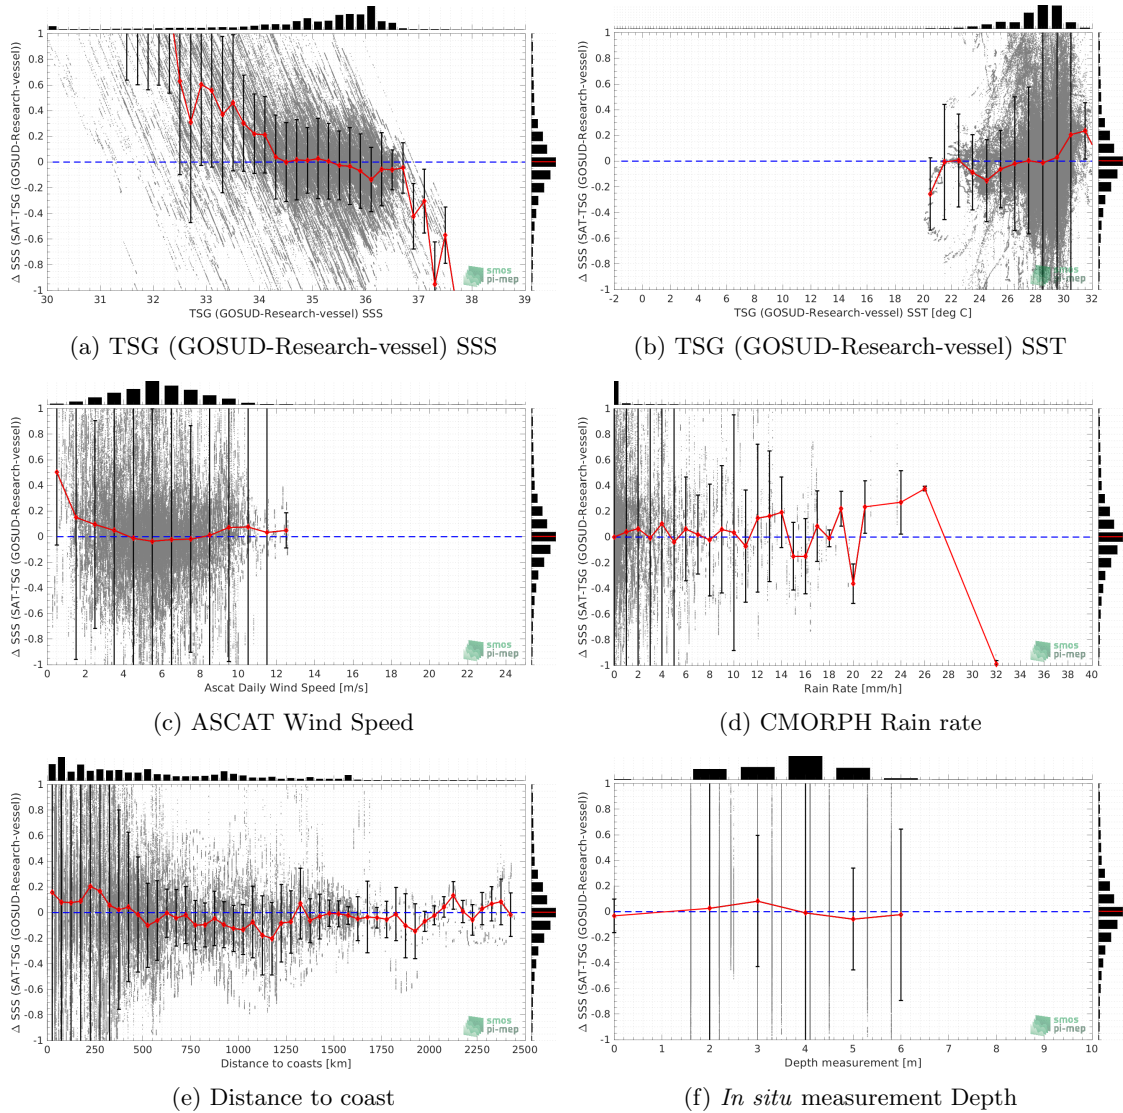 Δ SSS (SAT-TSG (GOSUD-Research-vessel))
1
0.8
0.6
0.4
0.2
0
-0.2
-0.4
-0.6
-0.8
-1
30 31 32 33 34 35 36 37 38 39
TSG (GOSUD-Research-vessel) SSS
smos
pi-mep
(a) TSG (GOSUD-Research-vessel) SSS
Δ SSS (SAT-TSG (GOSUD-Research-vessel))
1
0.8
0.6
0.4
0.2
0
-0.2
-0.4
-0.6
-0.8
-1
-2 0 2 4 6 8 10 12 14 16 18 20 22 24 26 28 30 32
TSG (GOSUD-Research-vessel) SST [deg C]
smos
pi-mep
(b) TSG (GOSUD-Research-vessel) SST
Δ SSS (SAT-TSG (GOSUD-Research-vessel))
1
0.8
0.6
0.4
0.2
0
-0.2
-0.4
-0.6
-0.8
-1
0 2 4 6 8 10 12 14 16 18 20 22 24
Ascat Daily Wind Speed [m/s]
smos
pi-mep
(c) ASCAT Wind Speed
Δ SSS (SAT-TSG (GOSUD-Research-vessel))
1
0.8
0.6
0.4
0.2
0
-0.2
-0.4
-0.6
-0.8
-1
0 2 4 6 8 10 12 14 16 18 20 22 24 26 28 30 32 34 36 38 40
Rain Rate [mm/h]
smos
pi-mep
(d) CMORPH Rain rate
Δ SSS (SAT-TSG (GOSUD-Research-vessel))
1
0.8
0.6
0.4
0.2
0
-0.2
-0.4
-0.6
-0.8
-1
0 250 500 750 1000 1250 1500 1750 2000 2250 2500
Distance to coasts [km]
smos
pi-mep
(e) Distance to coast
Δ SSS (SAT-TSG (GOSUD-Research-vessel))
1
0.8
0.6
0.4
0.2
0
-0.2
-0.4
-0.6
-0.8
-1
0 1 2 3 4 5 6 7 8 9 10
Depth measurement [m]
smos
pi-mep
(f) In situ measurement Depth